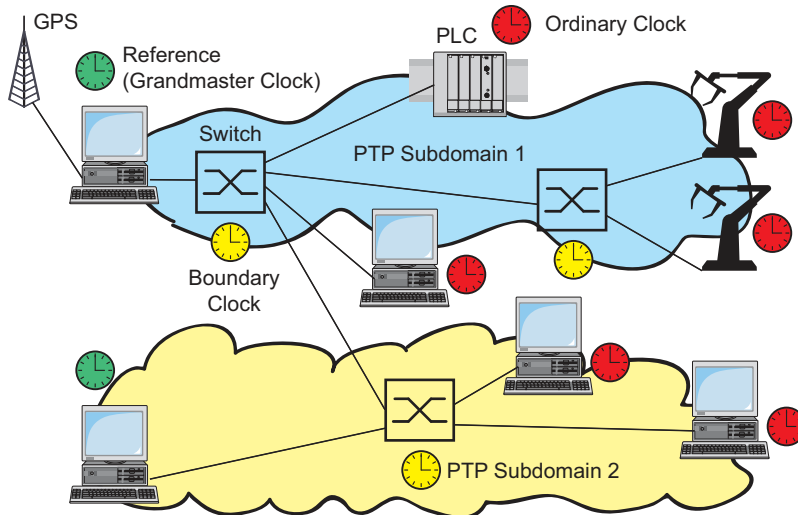 GPS
Reference
(Grandmaster Clock)
PLC
Ordinary Clock
Switch
PTP Subdomain 1
Boundary
Clock
PTP Subdomain 2